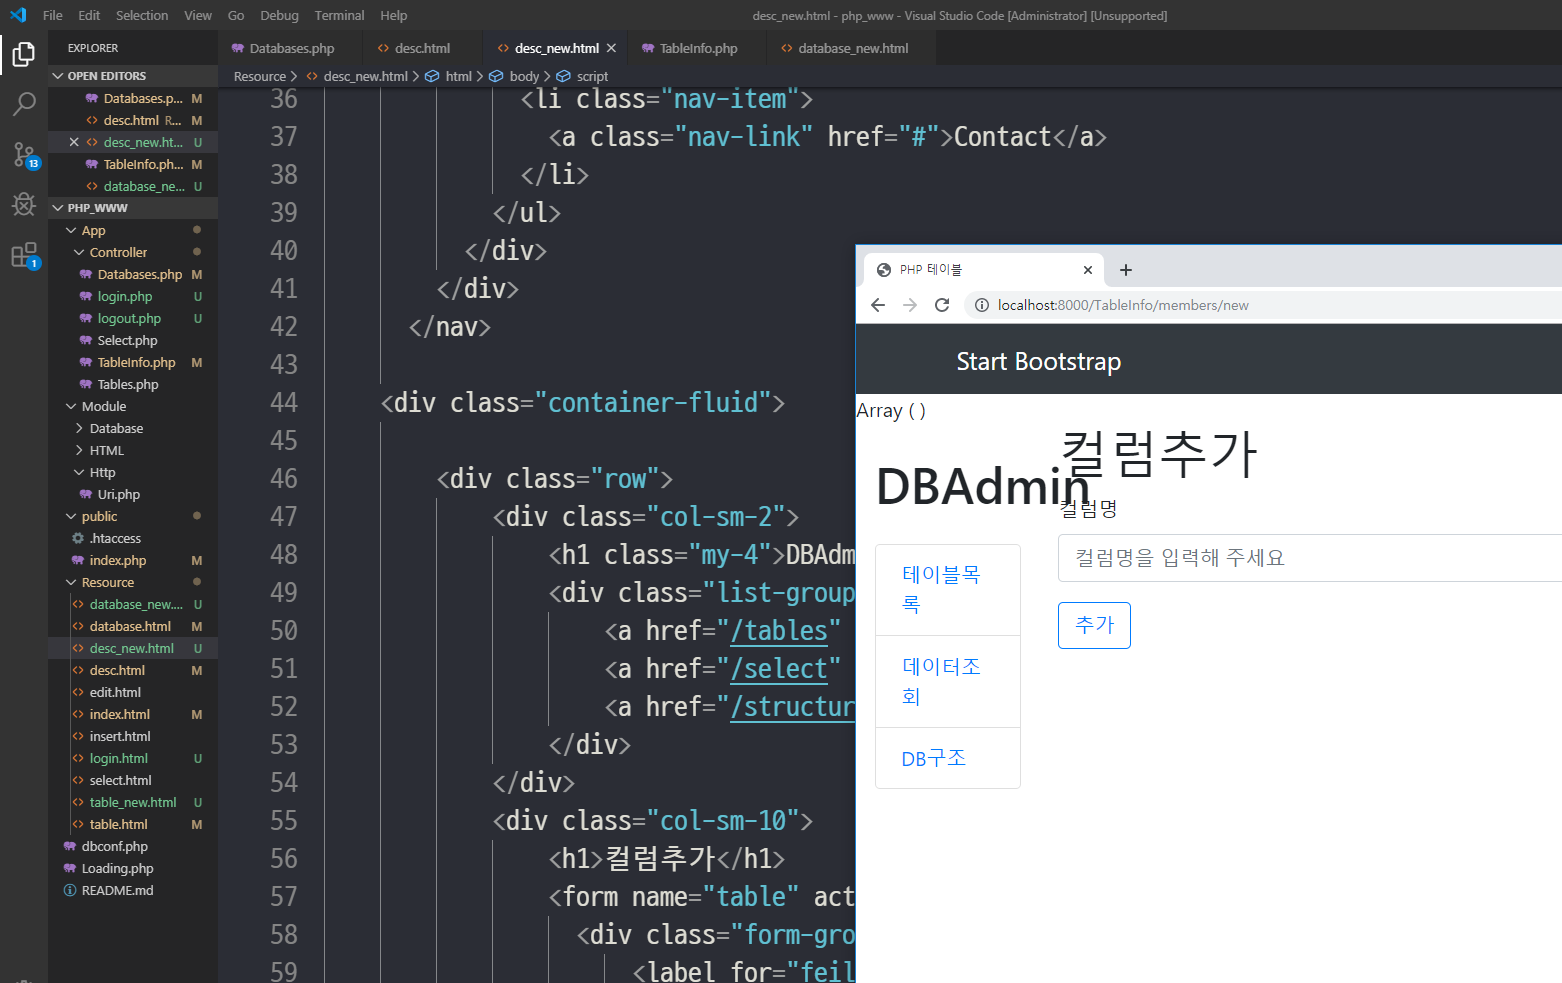 File Edit Selection View Go Debug Terminal Help
desc_new.html - php_www - Visual Studio Code [Administrator] [Unsupported]
EXPLORER
OPEN EDITORS
Databases.p... M
desc.html R... M
desc_new.ht... U
TableInfo.ph... M
database_ne... U
PHP_WWW
App
Controller
Databases.php M
login.php U
logout.php U
Select.php
TableInfo.php M
Tables.php
Module
Database
HTML
Http
Uri.php
public
.htaccess
index.php M
Resource
database_new.... U
database.html M
desc_new.html U
desc.html M
edit.html
index.html M
insert.html
login.html U
select.html
table_new.html U
table.html M
dbconf.php
Loading.php
README.md
13
1
Databases.php
desc.html
desc_new.html
TableInfo.php
database_new.html
Resource > desc_new.html > html > body > script
36 <li class="nav-item">
37 <a class="nav-link" href="#">Contact</a>
38 </li>
39 </ul>
40 </div>
41 </div>
42 </nav>
43
44 <div class="container-fluid">
45
46 <div class="row">
47 <div class="col-sm-2">
48 <h1 class="my-4">DBAdm
49 <div class="list-group
50 <a href="/tables"
51 <a href="/select"
52 <a href="/structur
53 </div>
54 </div>
55 <div class="col-sm-10">
56 <h1>컬럼추가</h1>
57 <form name="table" act
58 <div class="form-gro
59 <label for="feil
PHP 테이블
localhost:8000/TableInfo/members/new
Start Bootstrap
Array ( )
DBAdmin
테이블목
록
데이터조
회
DB구조
컬럼추가
컬럼명
컬럼명을 입력해 주세요
추가